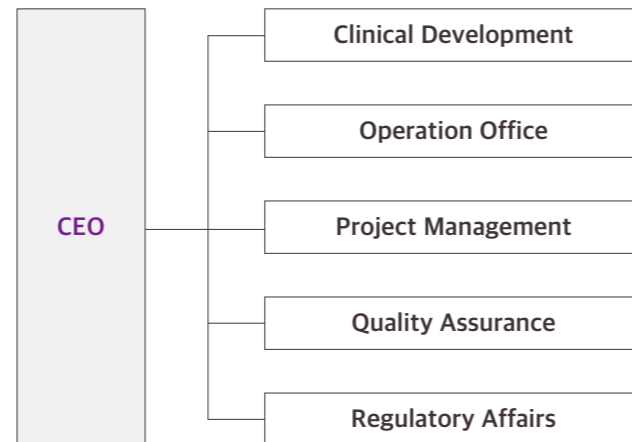 Clinical Development
Operation Office
CEO
Project Management
Quality Assurance
Regulatory Affairs